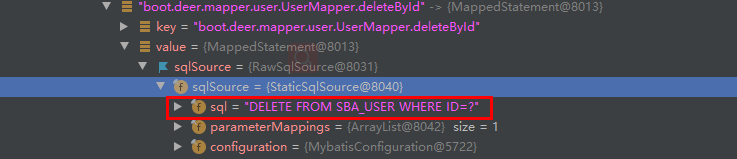 "boot.deer.mapper.user.UserMapper.deleteById" -> {MappedStatement@8013}
key = "boot.deer.mapper.user.UserMapper.deleteById"
value = {MappedStatement@8013}
sqlSource = {RawSqlSource@8031}
f sqlSource = {StaticSqlSource@8040}
f sql = "DELETE FROM SBA_USER WHERE ID=?"
f parameterMappings = {ArrayList@8042} size = 1
f configuration = {MybatisConfiguration@5722}